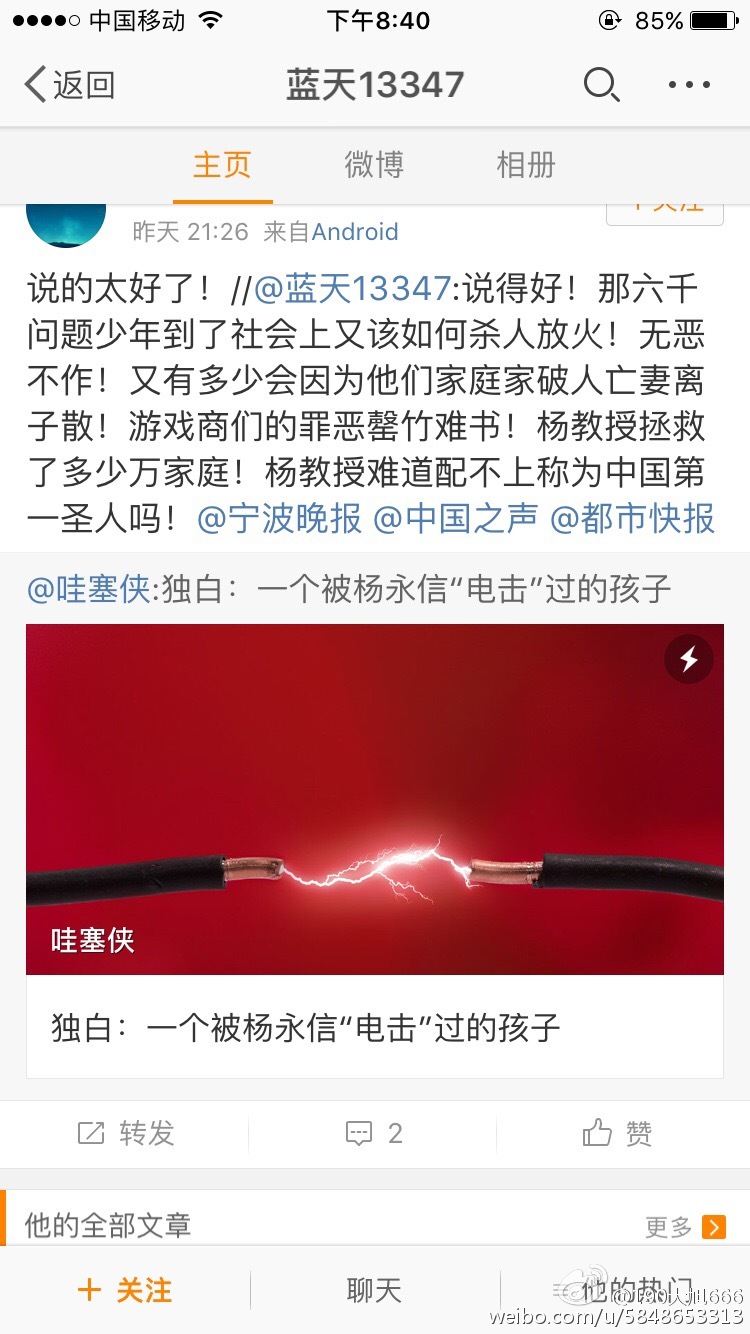 中国移动 下午8:40 85%
返回 蓝天13347
主页 微博 相册
昨天 21:26 来自Android 关注
说的太好了！//@蓝天13347:说得好！那六千
问题少年到了社会上又该如何杀人放火！无恶
不作！又有多少会因为他们家庭家破人亡妻离
子散！游戏商们的罪恶罄竹难书！杨教授拯救
了多少万家庭！杨教授难道配不上称为中国第
一圣人吗！@宁波晚报 @中国之声 @都市快报
@哇塞侠:独白：一个被杨永信“电击”过的孩子
哇塞侠
独白：一个被杨永信“电击”过的孩子
转发 2 赞
他的全部文章 更多
+ 关注 聊天 他的热门
weibo.com/u/5848653313